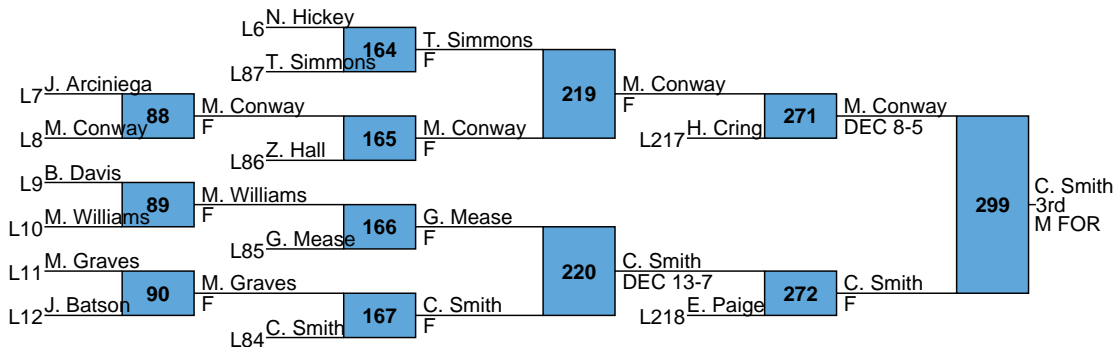 N. Hickey
L6
164
T. Simmons
F
T. Simmons
L87
J. Arciniega
L7
88
M. Conway
F
M. Conway
L8
165
M. Conway
F
Z. Hall
L86
219
M. Conway
F
271
M. Conway
DEC 8-5
H. Cring
L217
B. Davis
L9
89
M. Williams
F
M. Williams
L10
166
G. Mease
F
G. Mease
L85
M. Graves
L11
90
M. Graves
F
J. Batson
L12
167
C. Smith
F
C. Smith
L84
220
C. Smith
DEC 13-7
272
C. Smith
F
E. Paige
L218
299
C. Smith
3rd
M FOR